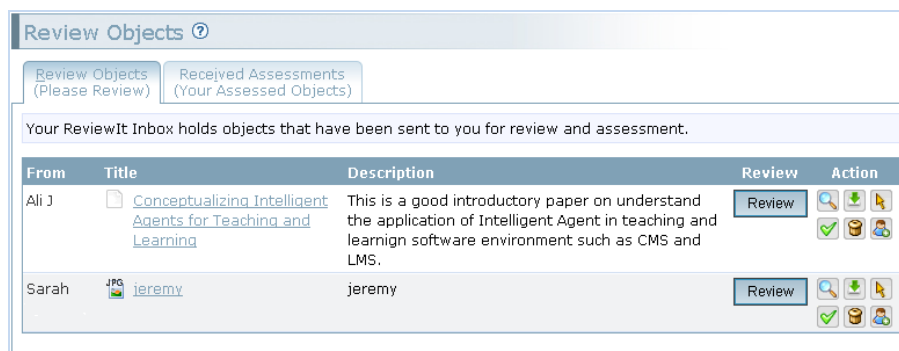 Review Objects ?
Review Objects
(Please Review)
Received Assessments
(Your Assessed Objects)
Your ReviewIt Inbox holds objects that have been sent to you for review and assessment.
From Title Description Review Action
Ali J Conceptualizing Intelligent This is a good introductory paper on understand Review
Agents for Teaching and the application of Intelligent Agent in teaching and
Learning learnign software environment such as CMS and
LMS.
Sarah JPG jeremy jeremy Review